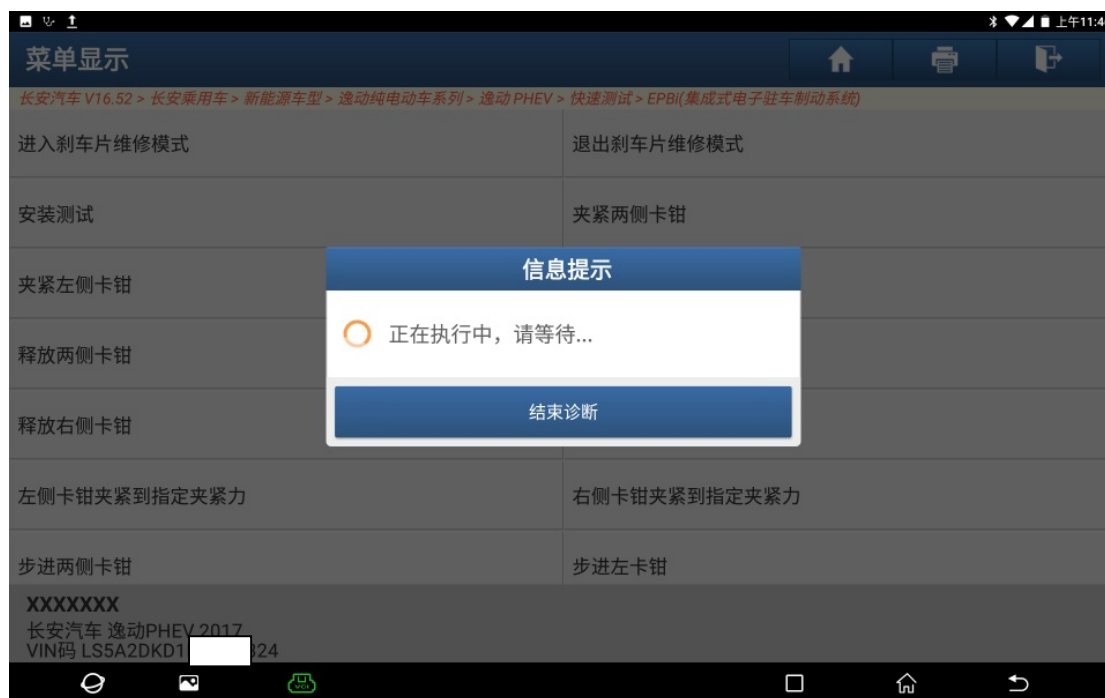 上午11:4
菜单显示
长安汽车 V16.52 > 长安乘用车 > 新能源车型 > 逸动纯电动车系列 > 逸动 PHEV > 快速测试 > EPBi(集成式电子驻车制动系统)
进入刹车片维修模式
退出刹车片维修模式
安装测试
夹紧两侧卡钳
夹紧左侧卡钳
信息提示
正在执行中，请等待...
释放两侧卡钳
结束诊断
释放右侧卡钳
左侧卡钳夹紧到指定夹紧力
右侧卡钳夹紧到指定夹紧力
步进两侧卡钳
步进左卡钳
XXXXXXX
长安汽车 逸动PHEV 2017
VIN码 LS5A2DKD1 324
VCI